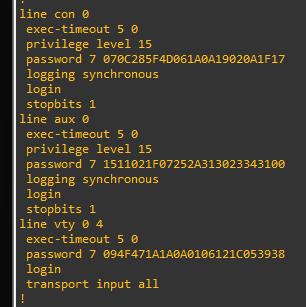 !
line con 0
 exec-timeout 5 0
 privilege level 15
 password 7 070C285F4D061A0A19020A1F17
 logging synchronous
 login
 stopbits 1
line aux 0
 exec-timeout 5 0
 privilege level 15
 password 7 1511021F07252A313023343100
 logging synchronous
 login
 stopbits 1
line vty 0 4
 exec-timeout 5 0
 password 7 094F471A1A0A0106121C053938
 login
 transport input all
!